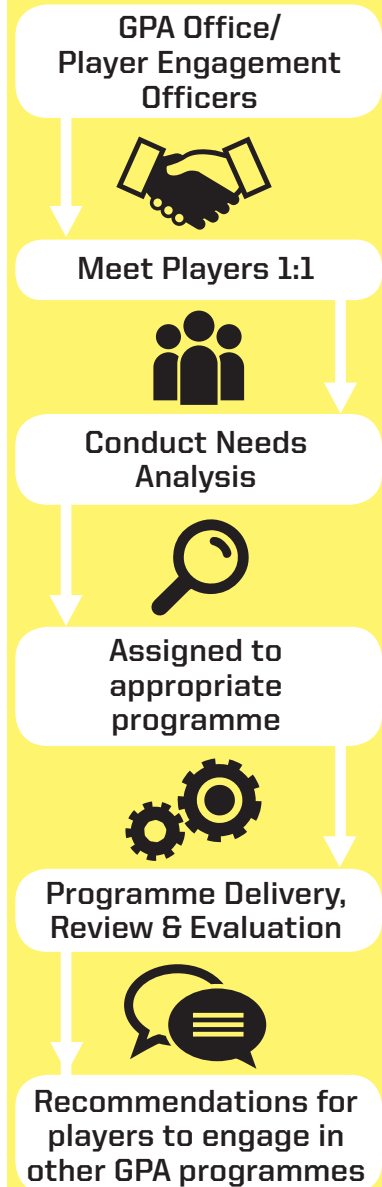 GPA Office/
Player Engagement
Officers
Meet Players 1:1
Conduct Needs
Analysis
Assigned to
appropriate
programme
Programme Delivery,
Review & Evaluation
Recommendations for
players to engage in
other GPA programmes